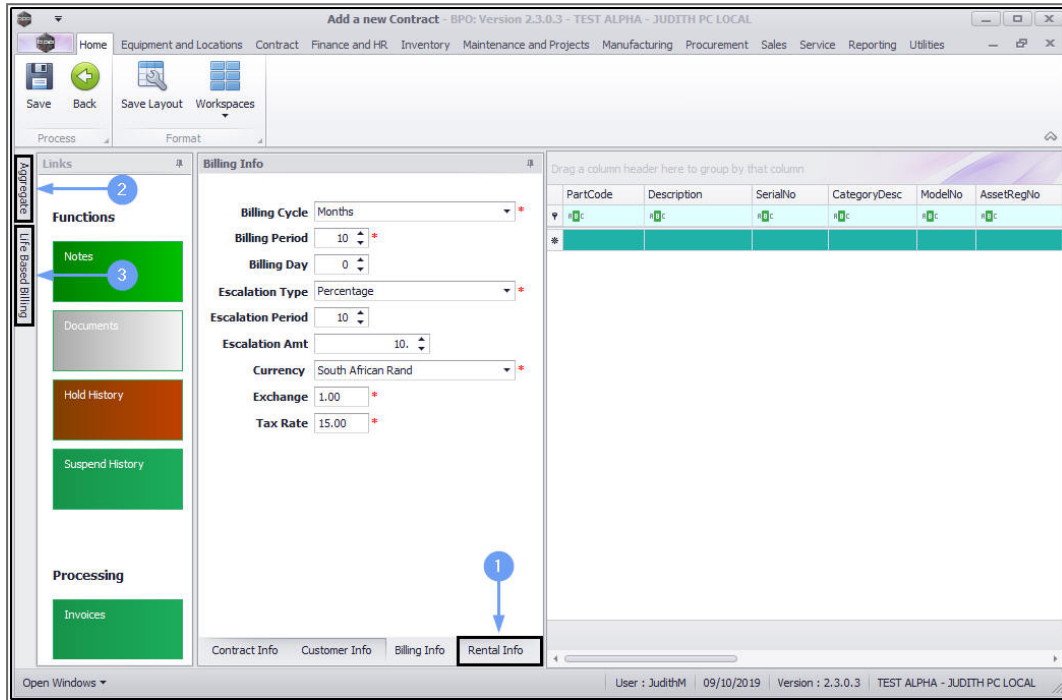 Add a new Contract - BPO: Version 2.3.0.3 - TEST ALPHA - JUDITH PC LOCAL
Home Equipment and Locations Contract Finance and HR Inventory Maintenance and Projects Manufacturing Procurement Sales Service Reporting Utilities
Save Back Save Layout Workspaces
Process Format
Aggregate
Life Based Billing
Links
2
Functions
Notes
3
Documents
Hold History
Suspend History
Processing
Invoices
Billing Info
Billing Cycle Months *
Billing Period 10 *
Billing Day 0
Escalation Type Percentage *
Escalation Period 10
Escalation Amt 10.
Currency South African Rand *
Exchange 1.00 *
Tax Rate 15.00 *
1
Contract Info Customer Info Billing Info Rental Info
Drag a column header here to group by that column
PartCode Description SerialNo CategoryDesc ModelNo AssetRegNo
Open Windows User : JudithM 09/10/2019 Version : 2.3.0.3 TEST ALPHA - JUDITH PC LOCAL